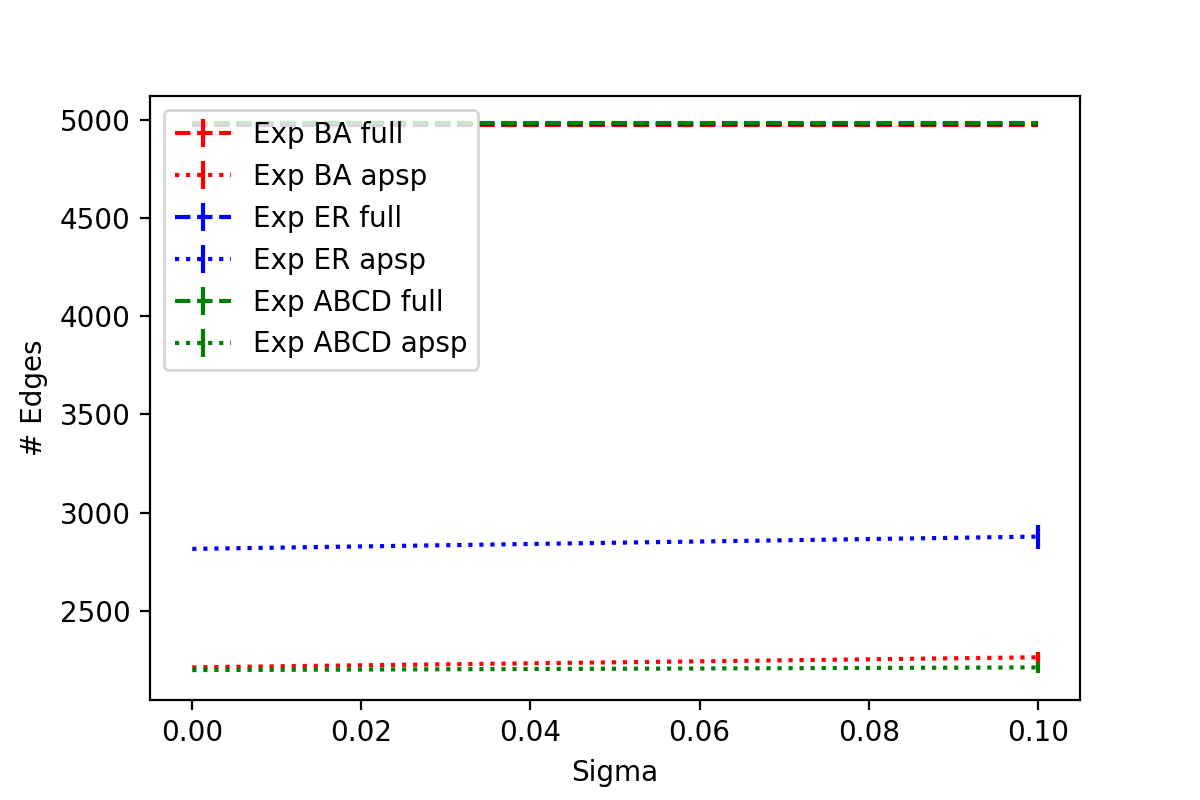 5000
4500
4000
3500
3000
2500
# Edges
Exp BA full
Exp BA apsp
Exp ER full
Exp ER apsp
Exp ABCD full
Exp ABCD apsp
0.00 0.02 0.04 0.06 0.08 0.10
Sigma